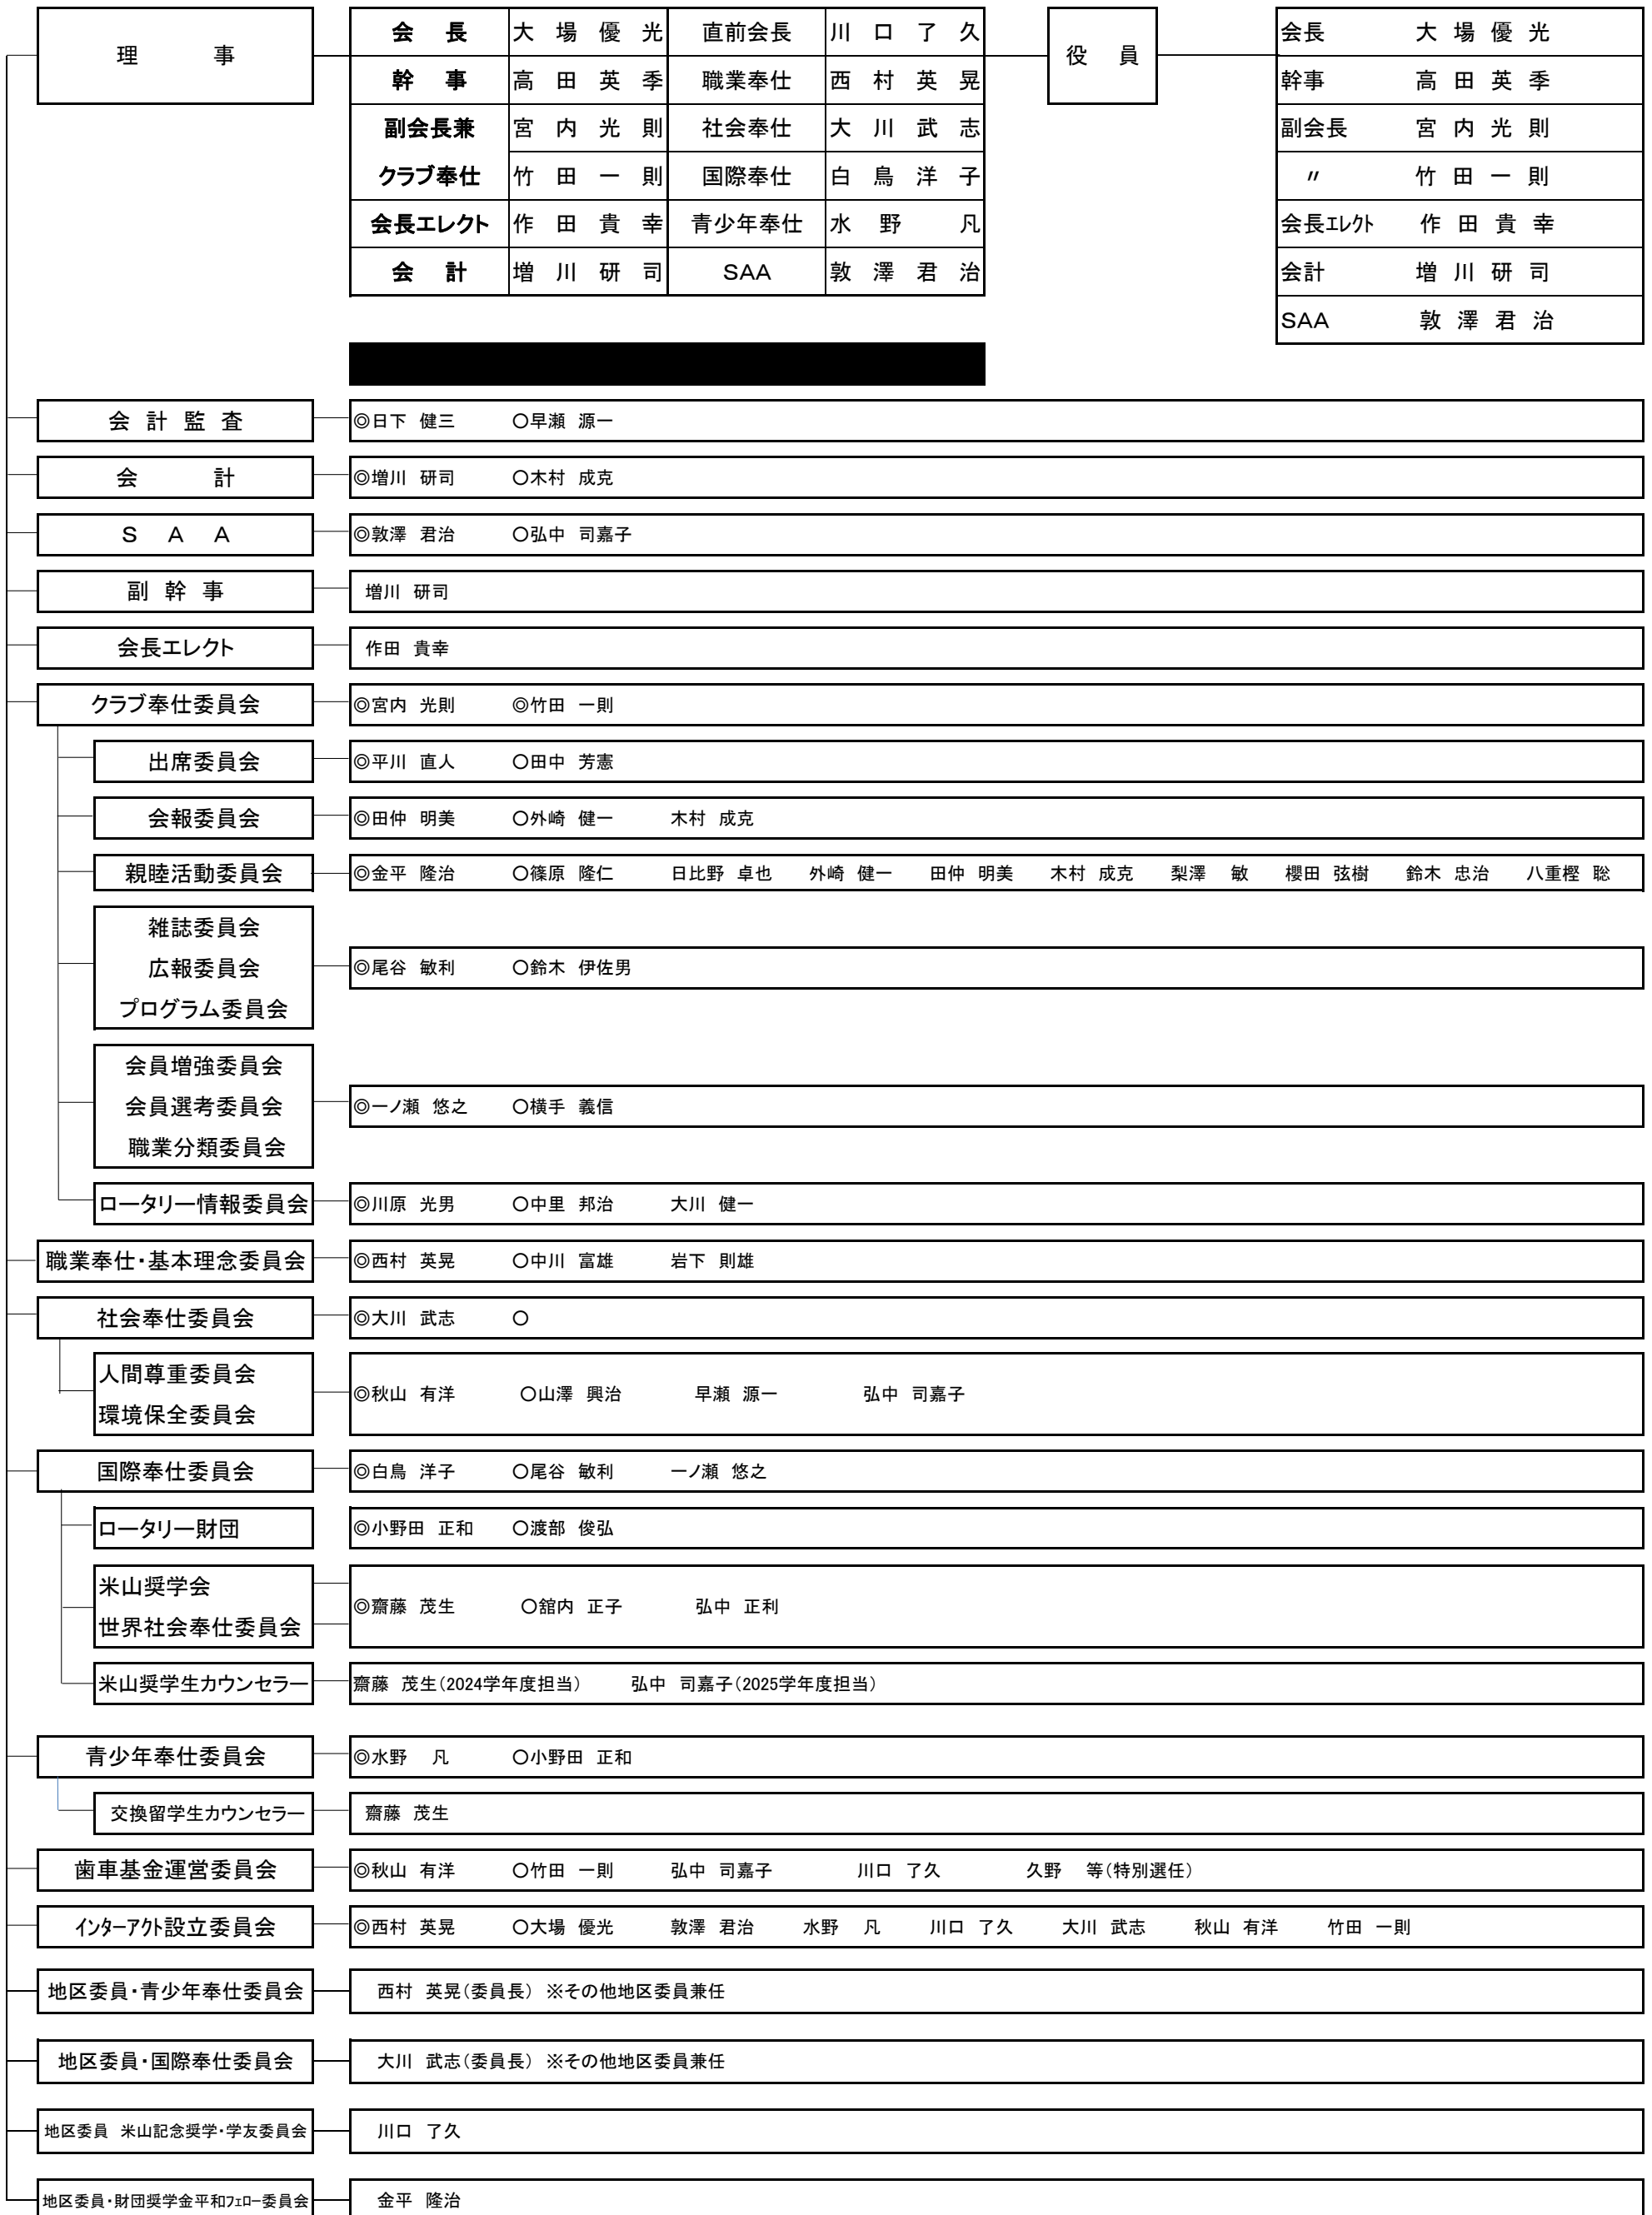 理　事
会 長 大場優光 直前会長 川口了久
幹 事 高田英季 職業奉仕 西村英晃
副会長兼 宮内光則 社会奉仕 大川武志
クラブ奉仕 竹田一則 国際奉仕 白鳥洋子
会長エレクト 作田貴幸 青少年奉仕 水野 凡
会 計 増川研司 SAA 敦澤君治
役 員
会長 大場優光
幹事 高田英季
副会長 宮内光則
〃 竹田一則
会長エレクト 作田貴幸
会計 増川研司
SAA 敦澤君治
会計監査 ◎日下 健三 ○早瀬 源一
会 計 ◎増川 研司 ○木村 成克
S A A ◎敦澤 君治 ○弘中 司嘉子
副幹事 増川 研司
会長エレクト 作田 貴幸
クラブ奉仕委員会 ◎宮内 光則 ◎竹田 一則
出席委員会 ◎平川 直人 ○田中 芳憲
会報委員会 ◎田仲 明美 ○外崎 健一 木村 成克
親睦活動委員会 ◎金平 隆治 ○篠原 隆仁 日比野 卓也 外崎 健一 田仲 明美 木村 成克 梨澤 敏 櫻田 弦樹 鈴木 忠治 八重樫 聡
雑誌委員会
広報委員会 ◎尾谷 敏利 ○鈴木 伊佐男
プログラム委員会
会員増強委員会
会員選考委員会 ◎一ノ瀬 悠之 ○横手 義信
職業分類委員会
ロータリー情報委員会 ◎川原 光男 ○中里 邦治 大川 健一
職業奉仕・基本理念委員会 ◎西村 英晃 ○中川 富雄 岩下 則雄
社会奉仕委員会 ◎大川 武志 ○
人間尊重委員会
環境保全委員会
◎秋山 有洋 ○山澤 興治 早瀬 源一 弘中 司嘉子
国際奉仕委員会 ◎白鳥 洋子 ○尾谷 敏利 一ノ瀬 悠之
ロータリー財団 ◎小野田 正和 ○渡部 俊弘
米山奨学会
世界社会奉仕委員会
◎齋藤 茂生 ○舘内 正子 弘中 正利
米山奨学生カウンセラー 齋藤 茂生(2024学年度担当) 弘中 司嘉子(2025学年度担当)
青少年奉仕委員会 ◎水野 凡 ○小野田 正和
交換留学生カウンセラー 齋藤 茂生
歯車基金運営委員会 ◎秋山 有洋 ○竹田 一則 弘中 司嘉子 川口 了久 久野 等(特別選任)
インターアクト設立委員会 ◎西村 英晃 ○大場 優光 敦澤 君治 水野 凡 川口 了久 大川 武志 秋山 有洋 竹田 一則
地区委員・青少年奉仕委員会 西村 英晃(委員長) ※その他地区委員兼任
地区委員・国際奉仕委員会 大川 武志(委員長) ※その他地区委員兼任
地区委員 米山記念奨学・学友委員会 川口 了久
地区委員・財団奨学金平和フェロー委員会 金平 隆治